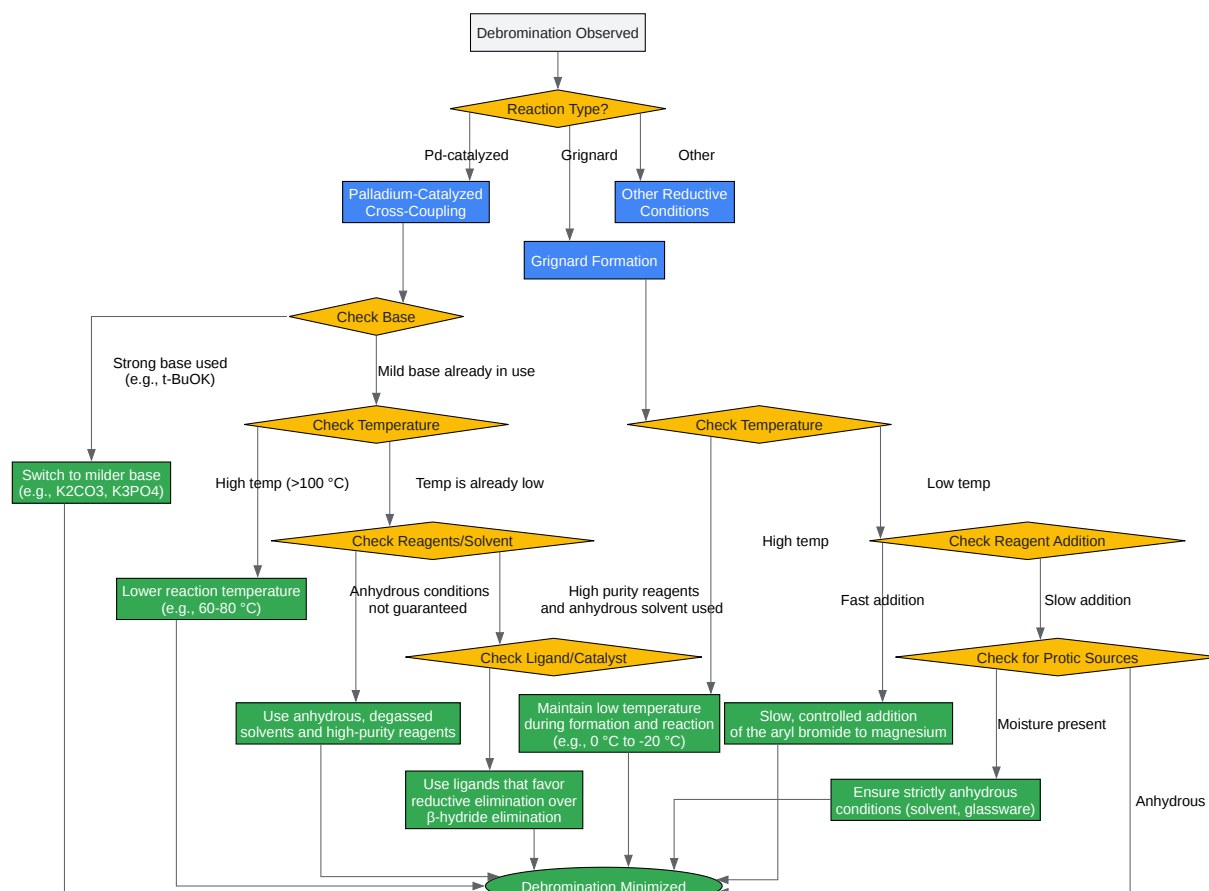 Debromination Observed
Reaction Type?
Pd-catalyzed
Grignard
Other
Palladium-Catalyzed
Cross-Coupling
Other Reductive
Conditions
Grignard Formation
Check Base
Strong base used
(e.g., t-BuOK)
Mild base already in use
Check Temperature
Check Temperature
Switch to milder base
(e.g., K2CO3, K3PO4)
High temp (>100 °C)
Temp is already low
Low temp
Check Reagents/Solvent
High temp
Check Reagent Addition
Lower reaction temperature
(e.g., 60-80 °C)
Anhydrous conditions
not guaranteed
High purity reagents
and anhydrous solvent used
Fast addition
Slow addition
Check Ligand/Catalyst
Check for Protic Sources
Use anhydrous, degassed
solvents and high-purity reagents
Maintain low temperature
during formation and reaction
(e.g., 0 °C to -20 °C)
Slow, controlled addition
of the aryl bromide to magnesium
Moisture present
Use ligands that favor
reductive elimination over
β-hydride elimination
Ensure strictly anhydrous
conditions (solvent, glassware)
Anhydrous
Debromination Minimized